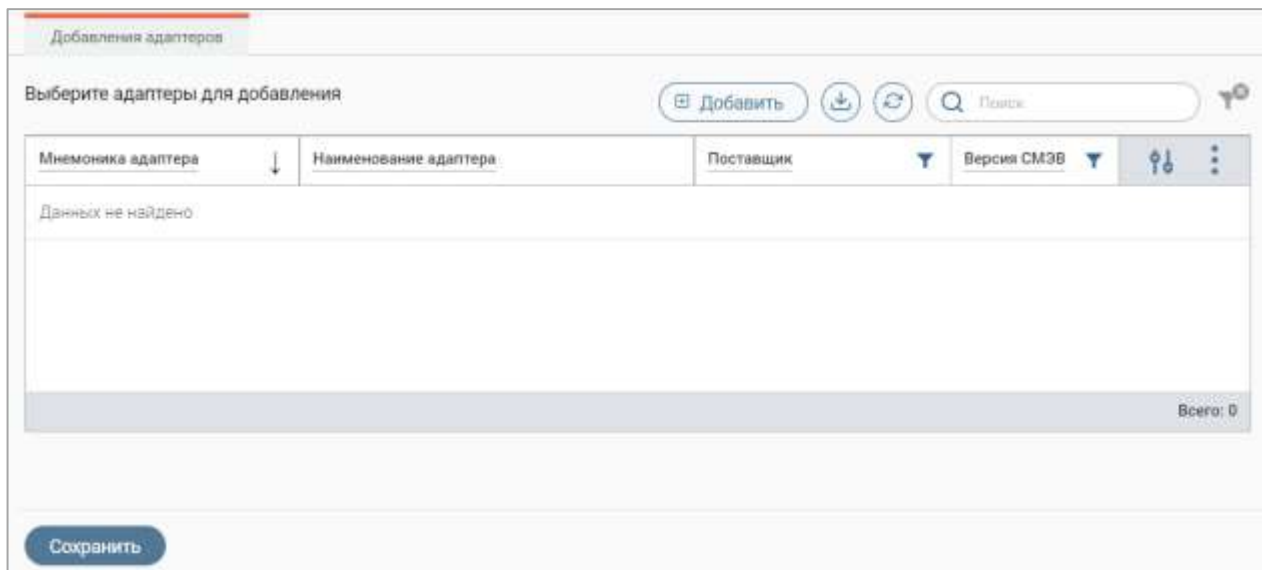 Добавления адаптеров
Выберите адаптеры для добавления
Добавить
Поиск
Мнемоника адаптера
Наименование адаптера
Поставщик
Версия СМЭВ
Данных не найдено
Всего: 0
Сохранить